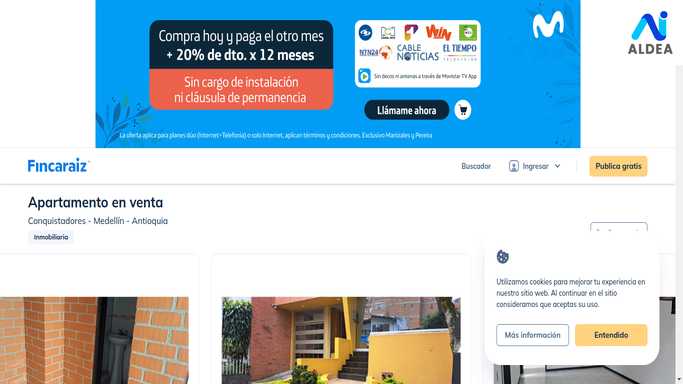 Compra hoy y paga el otro mes
+ 20% de dto. x 12 meses
Sin cargo de instalación
ni cláusula de permanencia
WIN
NTN24
CABLE
NOTICIAS
EL TIEMPO
TELEVISIÓN
Sin decos ni antenas a través de Movistar TV App
Llámame ahora
La oferta aplica para planes dúo (Internet+Telefonía) o solo Internet, aplican términos y condiciones. Exclusivo Manizales y Pereira
ALDEA
Fincaraiz
Buscador
Ingresar
Publica gratis
Apartamento en venta
Conquistadores - Medellín - Antioquia
Inmobiliaria
Utilizamos cookies para mejorar tu experiencia en
nuestro sitio web. Al continuar en el sitio
consideramos que aceptas su uso.
Más información
Entendido